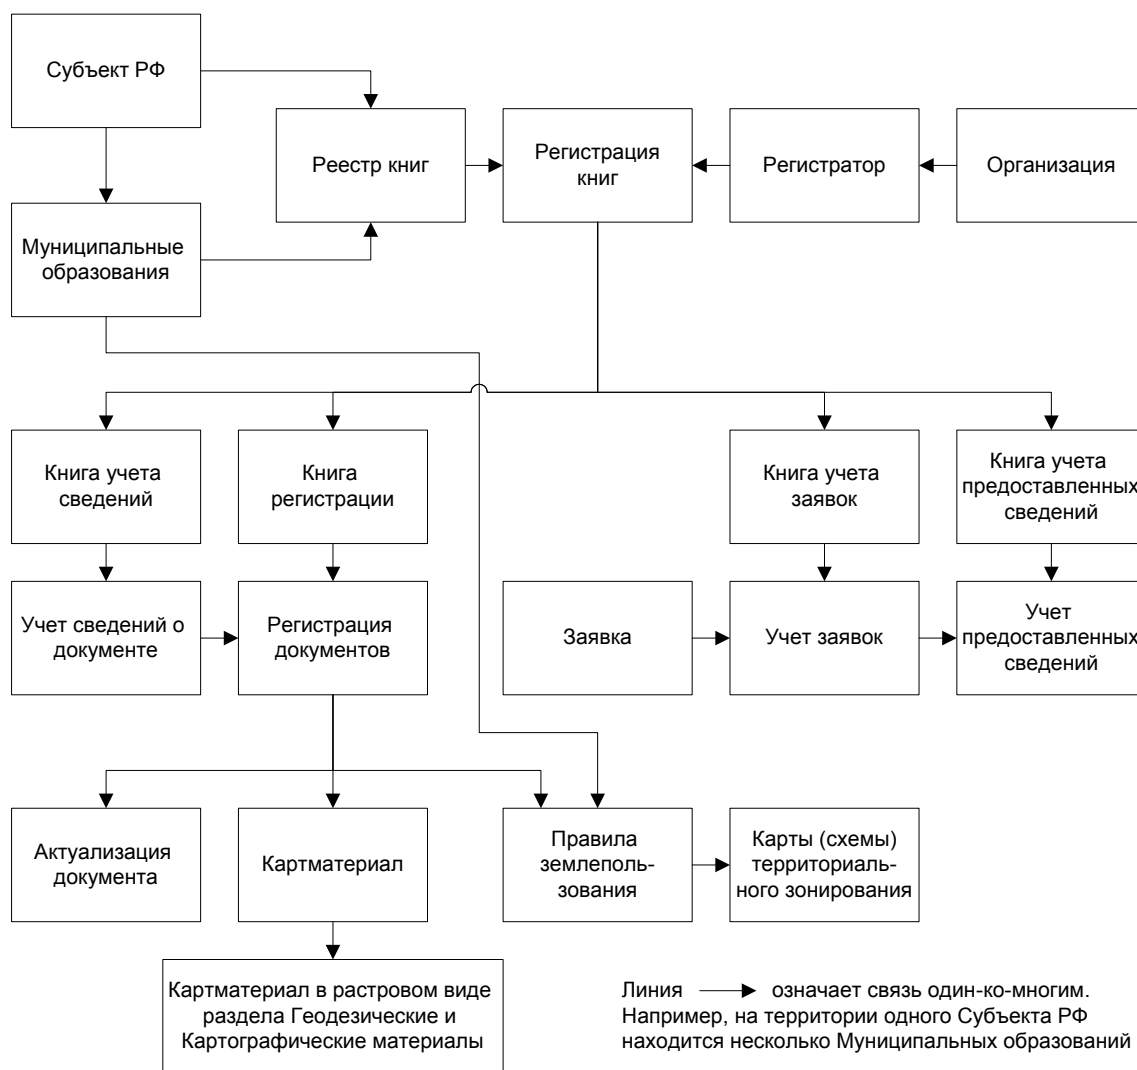 Субъект РФ
Реестр книг
Регистрация
книг
Регистратор
Организация
Муниципальные
образования
Книга учета
сведений
Книга
регистрации
Книга учета
заявок
Книга учета
предоставленных
сведений
Учет сведений о
документе
Регистрация
документов
Заявка
Учет заявок
Учет
предоставленных
сведений
Актуализация
документа
Картматериал
Правила
землеполь-
зования
Карты (схемы)
территориаль-
ного зонирования
Картматериал в растровом виде
раздела Геодезические и
Картографические материалы
Линия означает связь один-ко-многим.
Например, на территории одного Субъекта РФ
находится несколько Муниципальных образований